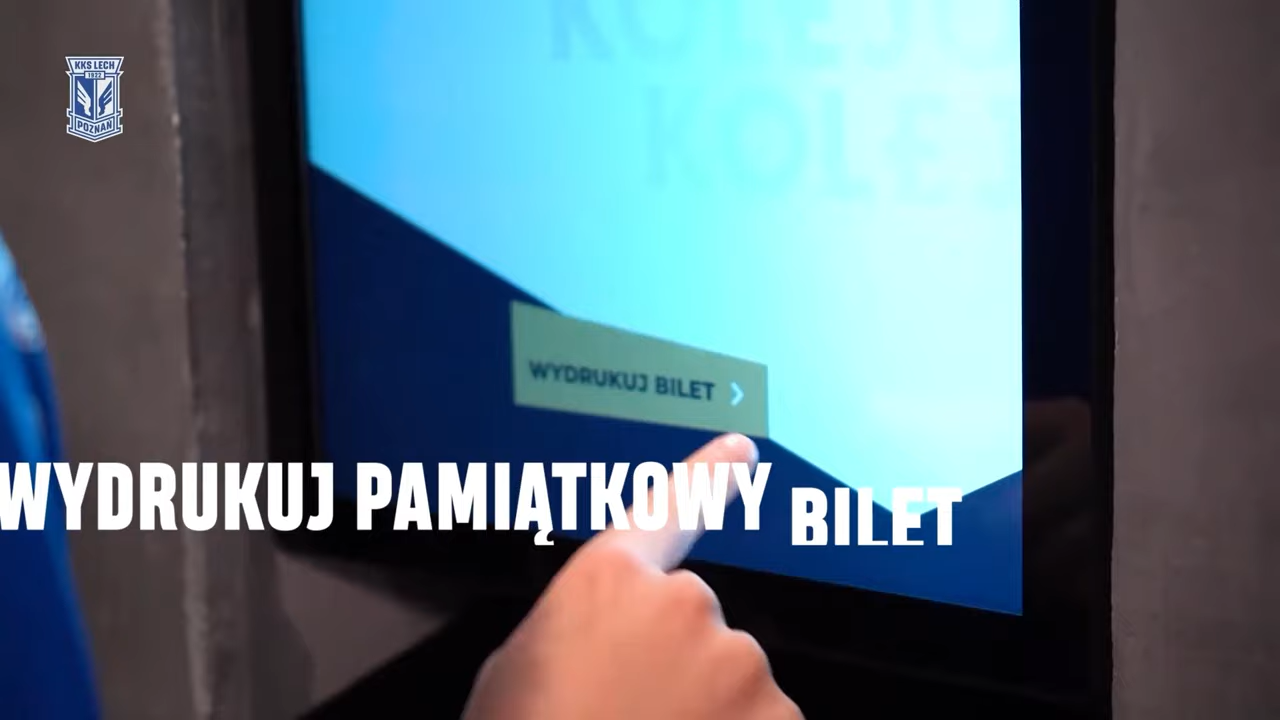 KKS LECH
1922
POZNAŃ
WYDRUKUJ BILET
WYDRUKUJ PAMIĄTKOWY BILET